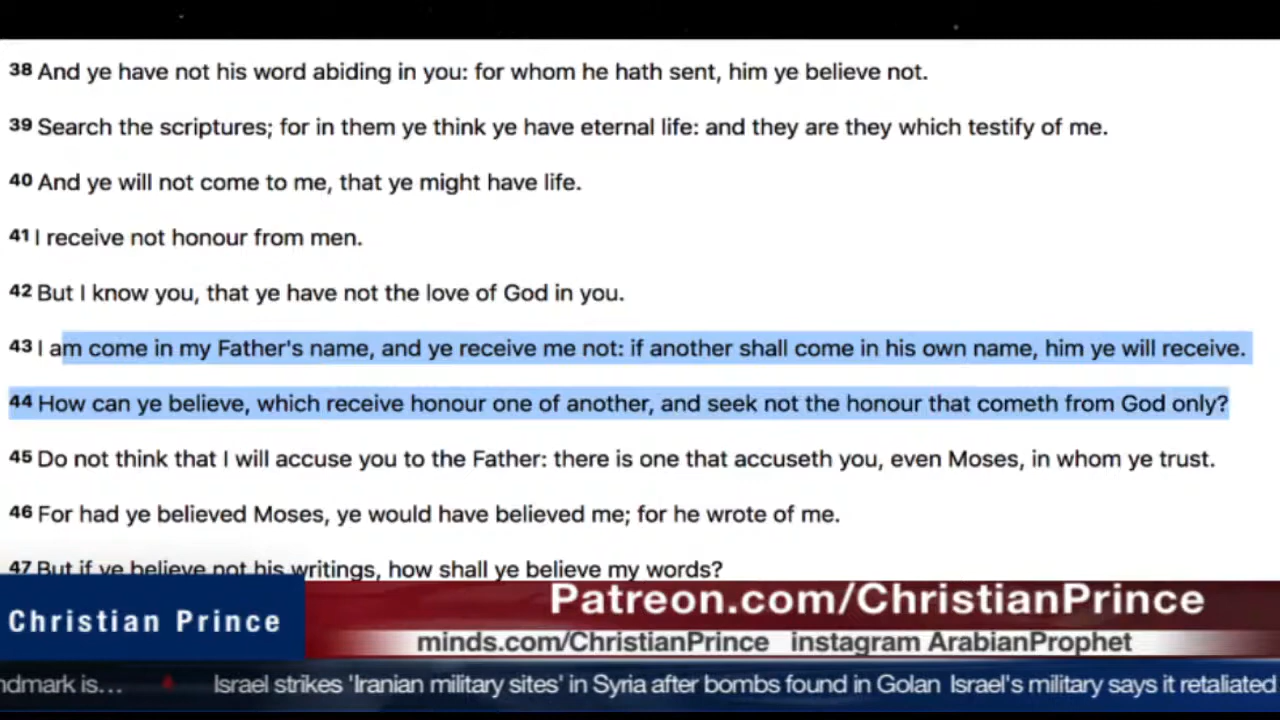 38 And ye have not his word abiding in you: for whom he hath sent, him ye believe not.
39 Search the scriptures; for in them ye think ye have eternal life: and they are they which testify of me.
40 And ye will not come to me, that ye might have life.
41 I receive not honour from men.
42 But I know you, that ye have not the love of God in you.
43 I am come in my Father's name, and ye receive me not: if another shall come in his own name, him ye will receive.
44 How can ye believe, which receive honour one of another, and seek not the honour that cometh from God only?
45 Do not think that I will accuse you to the Father: there is one that accuseth you, even Moses, in whom ye trust.
46 For had ye believed Moses, ye would have believed me; for he wrote of me.
47 But if ye believe not his writings, how shall ye believe my words?
Christian Prince
Patreon.com/ChristianPrince
minds.com/ChristianPrince instagram ArabianProphet
ndmark is... Israel strikes 'Iranian military sites' in Syria after bombs found in Golan Israel's military says it retaliated